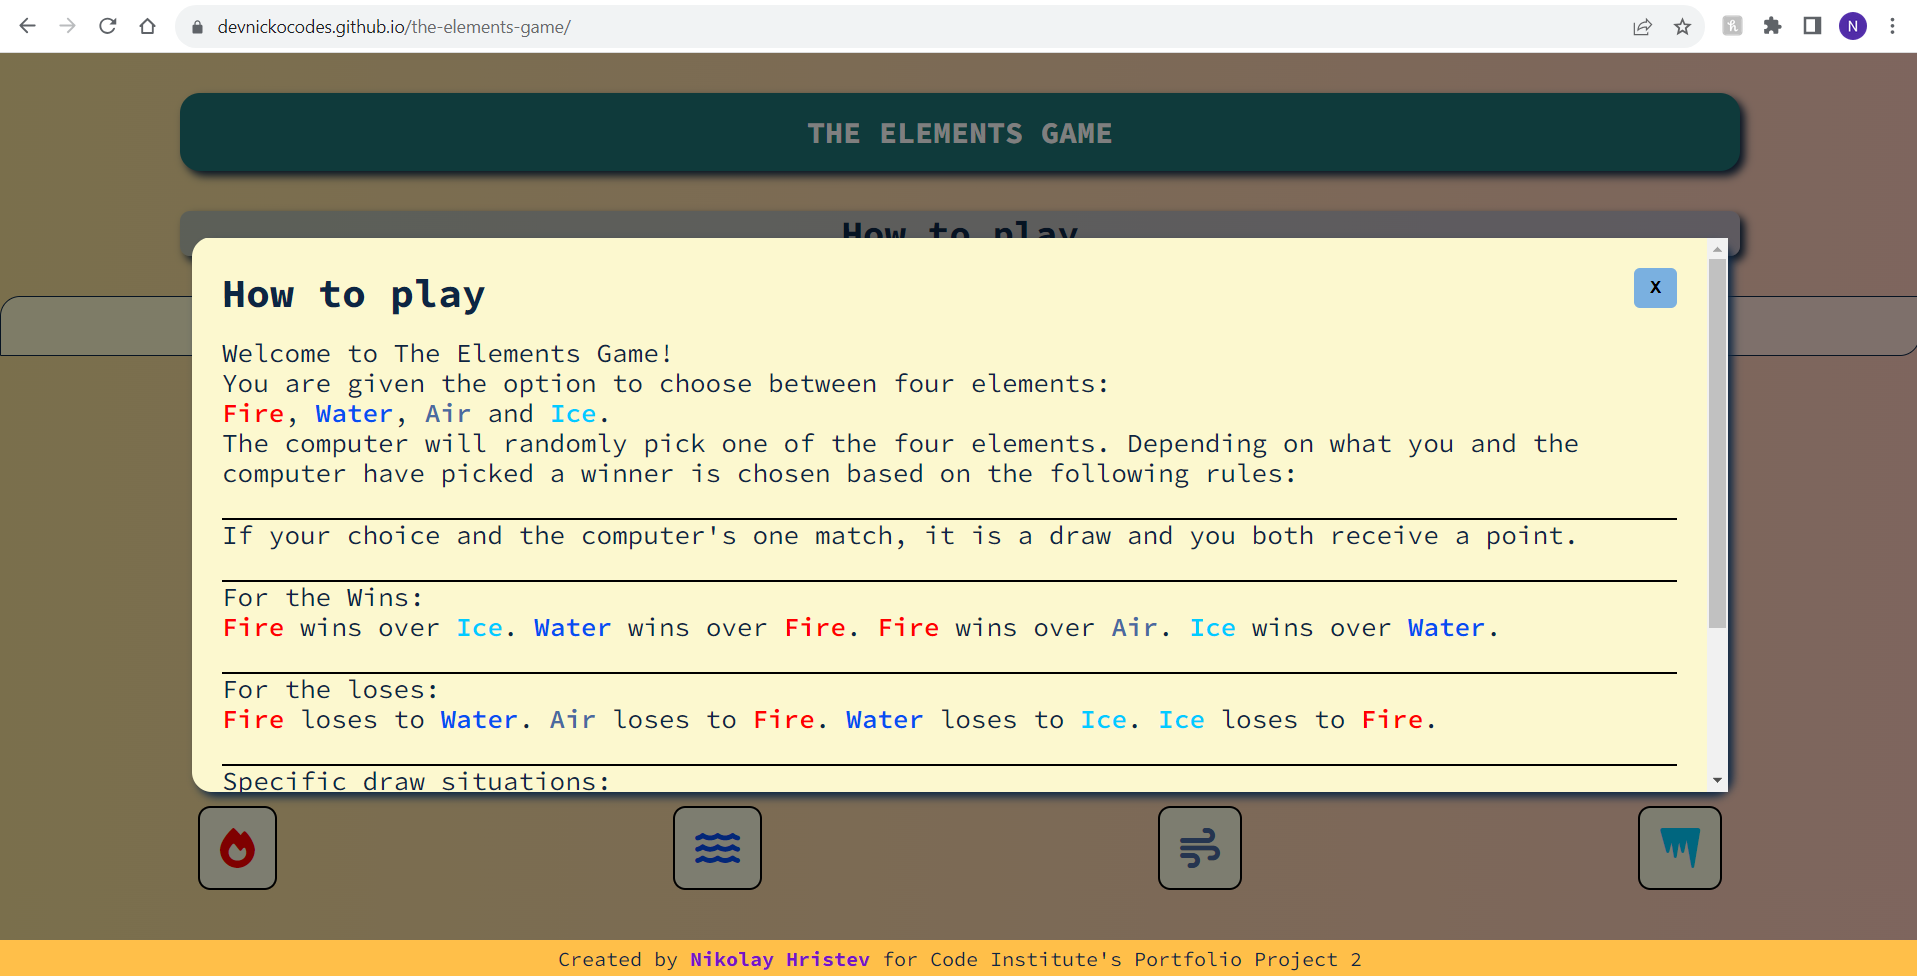 devnickocodes.github.io/the-elements-game/
N
THE ELEMENTS GAME
How to play
How to play
X
Welcome to The Elements Game!
You are given the option to choose between four elements:
Fire, Water, Air and Ice.
The computer will randomly pick one of the four elements. Depending on what you and the
computer have picked a winner is chosen based on the following rules:
If your choice and the computer's one match, it is a draw and you both receive a point.
For the Wins:
Fire wins over Ice. Water wins over Fire. Fire wins over Air. Ice wins over Water.
For the loses:
Fire loses to Water. Air loses to Fire. Water loses to Ice. Ice loses to Fire.
Specific draw situations:
Created by Nikolay Hristev for Code Institute's Portfolio Project 2